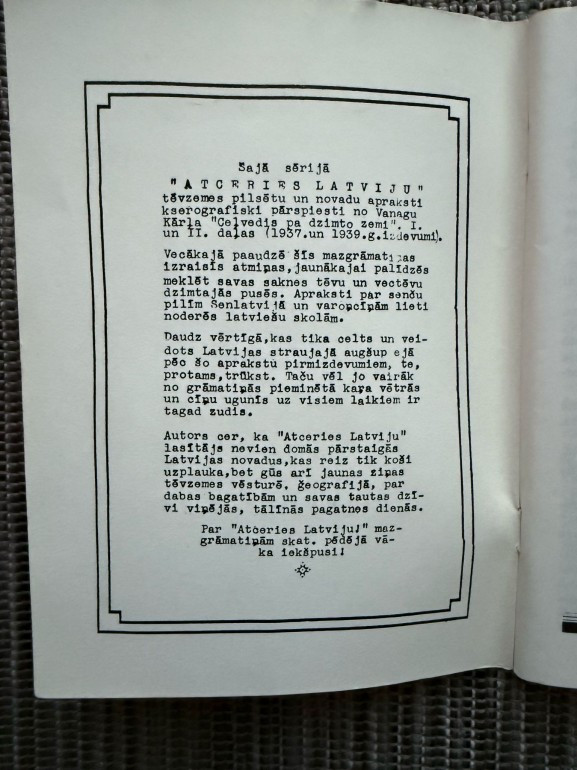 Šajā sērijā
"ATCERIES LATVIJU"
tēvzemes pilsētu un novadu apraksti
kserografiski pārspiesti no Vanagu
Kārļa "Ceļvedis pa dzimto zemi". I.
un II. daļas (1937.un 1939.g.izdevumi).
Vecākajā paaudzē šīs mazgrāmatiņas
izraisīs atmiņas,jaunākajai palīdzēs
meklēt savas saknes tēvu un vectēvu
dzimtajās pusēs. Apraksti par senču
pilīm Senlatvijā un varoņcīņām lieti
noderēs latviešu skolām.
Daudz vērtīgā,kas tika celts un vei-
dots Latvijas straujajā augšup ejā
pēc šo aprakstu pirmizdevumiem, te,
protams,trūkst. Taču vēl jo vairāk
no grāmatiņās pieminētā kaŗa vētrās
un cīņu ugunīs uz visiem laikiem ir
tagad zudis.
Autors cer, ka "Atceries Latviju"
lasītājs nevien domās pārstaigās
Latvijas novadus,kas reiz tik koši
uzplauka,bet gūs arī jaunas ziņas
tēvzemes vēsturē, ģeografijā, par
dabas bagatībām un savas tautas dzī-
vi viņējās, tālīnās pagatnes dienās.
Par "Atceries Latviju!" maz-
grāmatiņām skat. pēdējā vā-
ka iekšpusi!